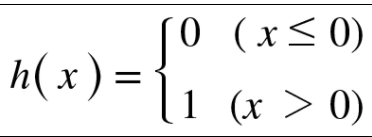 h(x) = { 0 (x ≤ 0)
1 (x > 0)